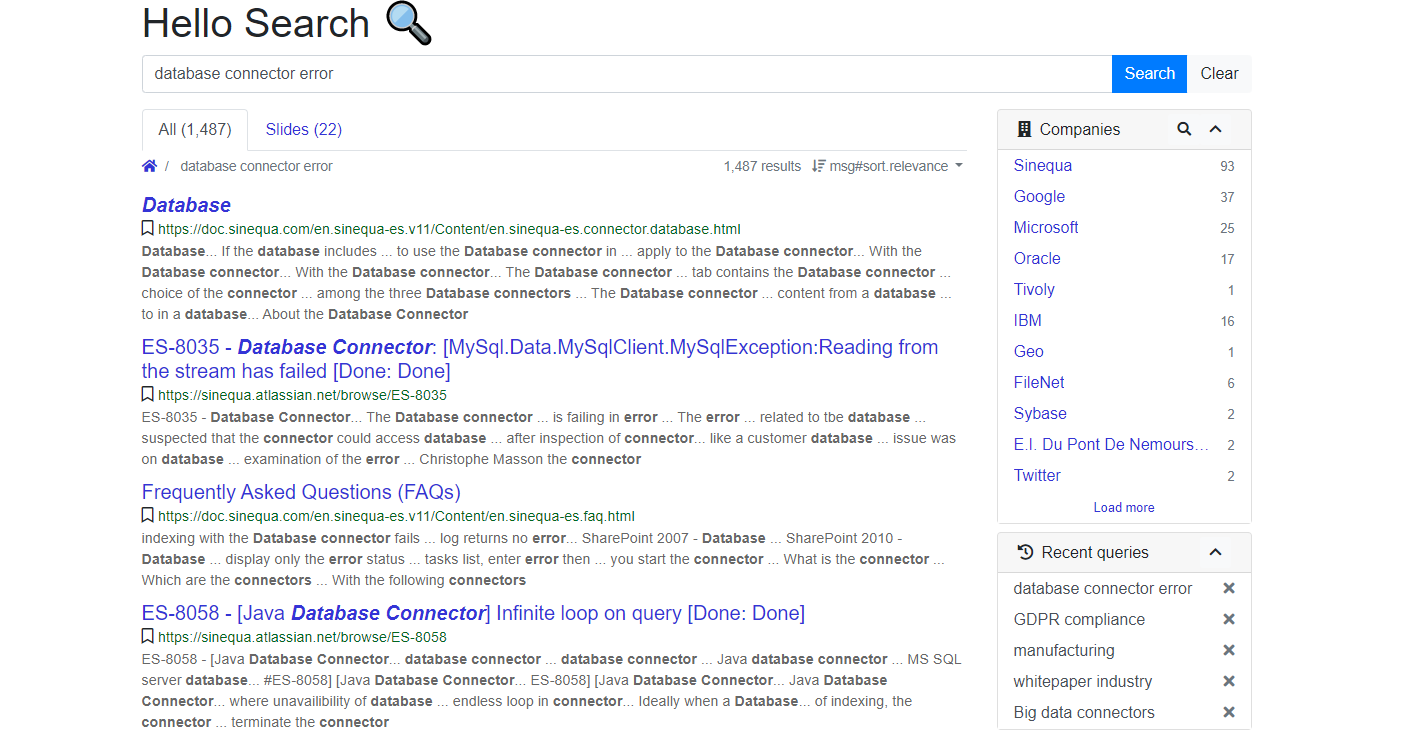 Hello Search
database connector error
Search
Clear
All (1,487)
Slides (22)
/ database connector error
1,487 results
msg#sort.relevance
Database
https://doc.sinequa.com/en.sinequa-es.v11/Content/en.sinequa-es.connector.database.html
Database... If the database includes ... to use the Database connector in ... apply to the Database connector... With the
Database connector... With the Database connector... The Database connector ... tab contains the Database connector ...
choice of the connector ... among the three Database connectors ... The Database connector ... content from a database ...
to in a database... About the Database Connector
ES-8035 - Database Connector: [MySql.Data.MySqlClient.MySqlException:Reading from
the stream has failed [Done: Done]
https://sinequa.atlassian.net/browse/ES-8035
ES-8035 - Database Connector... The Database connector ... is failing in error ... The error ... related to tbe database ...
suspected that the connector could access database ... after inspection of connector... like a customer database ... issue was
on database ... examination of the error ... Christophe Masson the connector
Frequently Asked Questions (FAQs)
https://doc.sinequa.com/en.sinequa-es.v11/Content/en.sinequa-es.faq.html
indexing with the Database connector fails ... log returns no error... SharePoint 2007 - Database ... SharePoint 2010 -
Database ... display only the error status ... tasks list, enter error then ... you start the connector ... What is the connector ...
Which are the connectors ... With the following connectors
ES-8058 - [Java Database Connector] Infinite loop on query [Done: Done]
https://sinequa.atlassian.net/browse/ES-8058
ES-8058 - [Java Database Connector... database connector ... database connector ... Java database connector ... MS SQL
server database... #ES-8058] [Java Database Connector... ES-8058] [Java Database Connector... Java Database
Connector... where unavailibility of database ... endless loop in connector... Ideally when a Database... of indexing, the
connector ... terminate the connector
Companies
Sinequa 93
Google 37
Microsoft 25
Oracle 17
Tivoly 1
IBM 16
Geo 1
FileNet 6
Sybase 2
E.I. Du Pont De Nemours... 2
Twitter 2
Load more
Recent queries
database connector error
GDPR compliance
manufacturing
whitepaper industry
Big data connectors